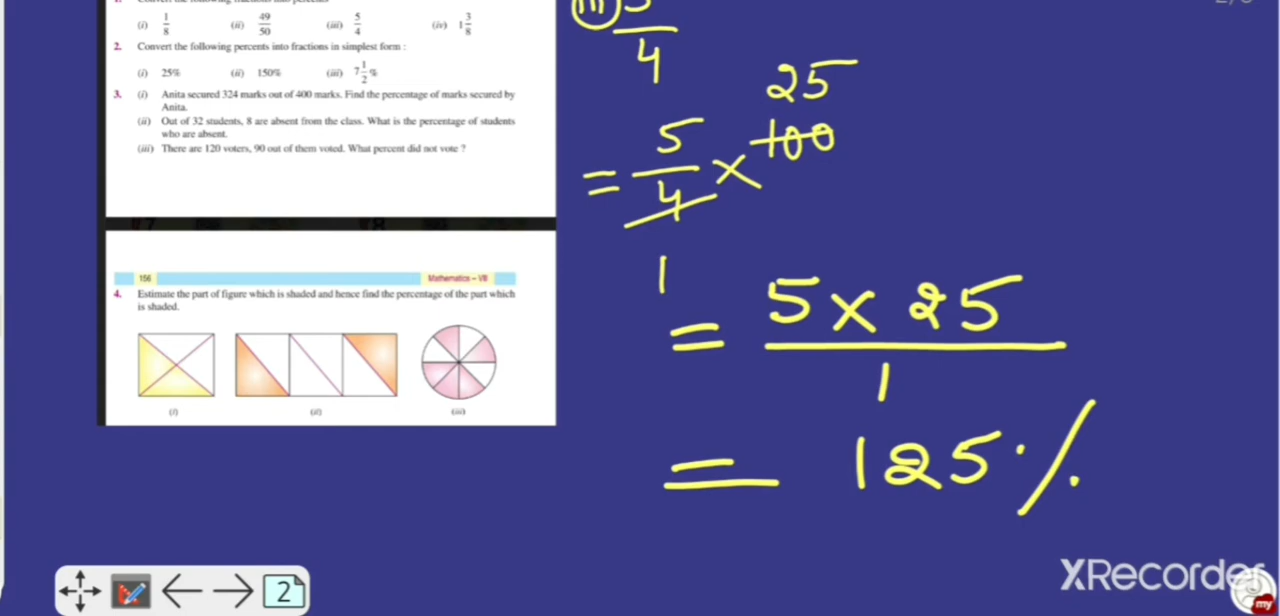 (i) 1/8 (ii) 49/50 (iii) 5/4 (iv) 1 3/8
2. Convert the following percents into fractions in simplest form :
(i) 25% (ii) 150% (iii) 7 1/2 %
3. (i) Anita secured 324 marks out of 400 marks. Find the percentage of marks secured by
Anita.
(ii) Out of 32 students, 8 are absent from the class. What is the percentage of students
who are absent.
(iii) There are 120 voters, 90 out of them voted. What percent did not vote ?
156 Mathematics – VII
4. Estimate the part of figure which is shaded and hence find the percentage of the part which
is shaded.
(i) (ii) (iii)
(iii) 5/4
25
= 5/4 × 100
1
= 5 × 25
1
= 125 %
2
XRecorder
my